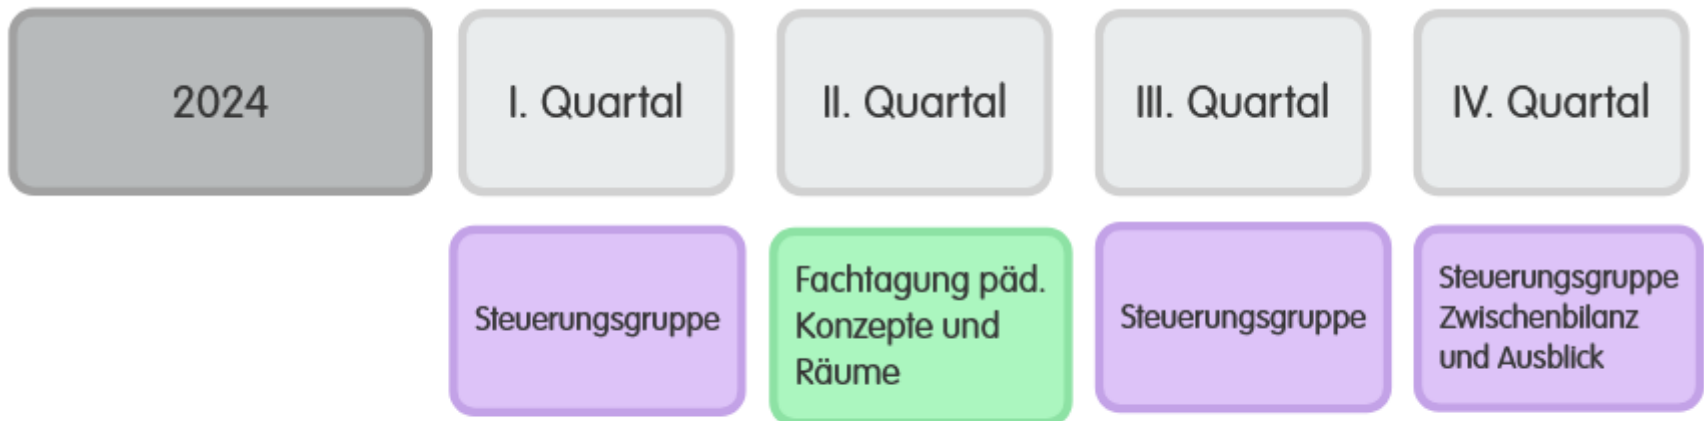 2024
I. Quartal
II. Quartal
III. Quartal
IV. Quartal
Steuerungsgruppe
Fachtagung päd.
Konzepte und
Räume
Steuerungsgruppe
Steuerungsgruppe
Zwischenbilanz
und Ausblick